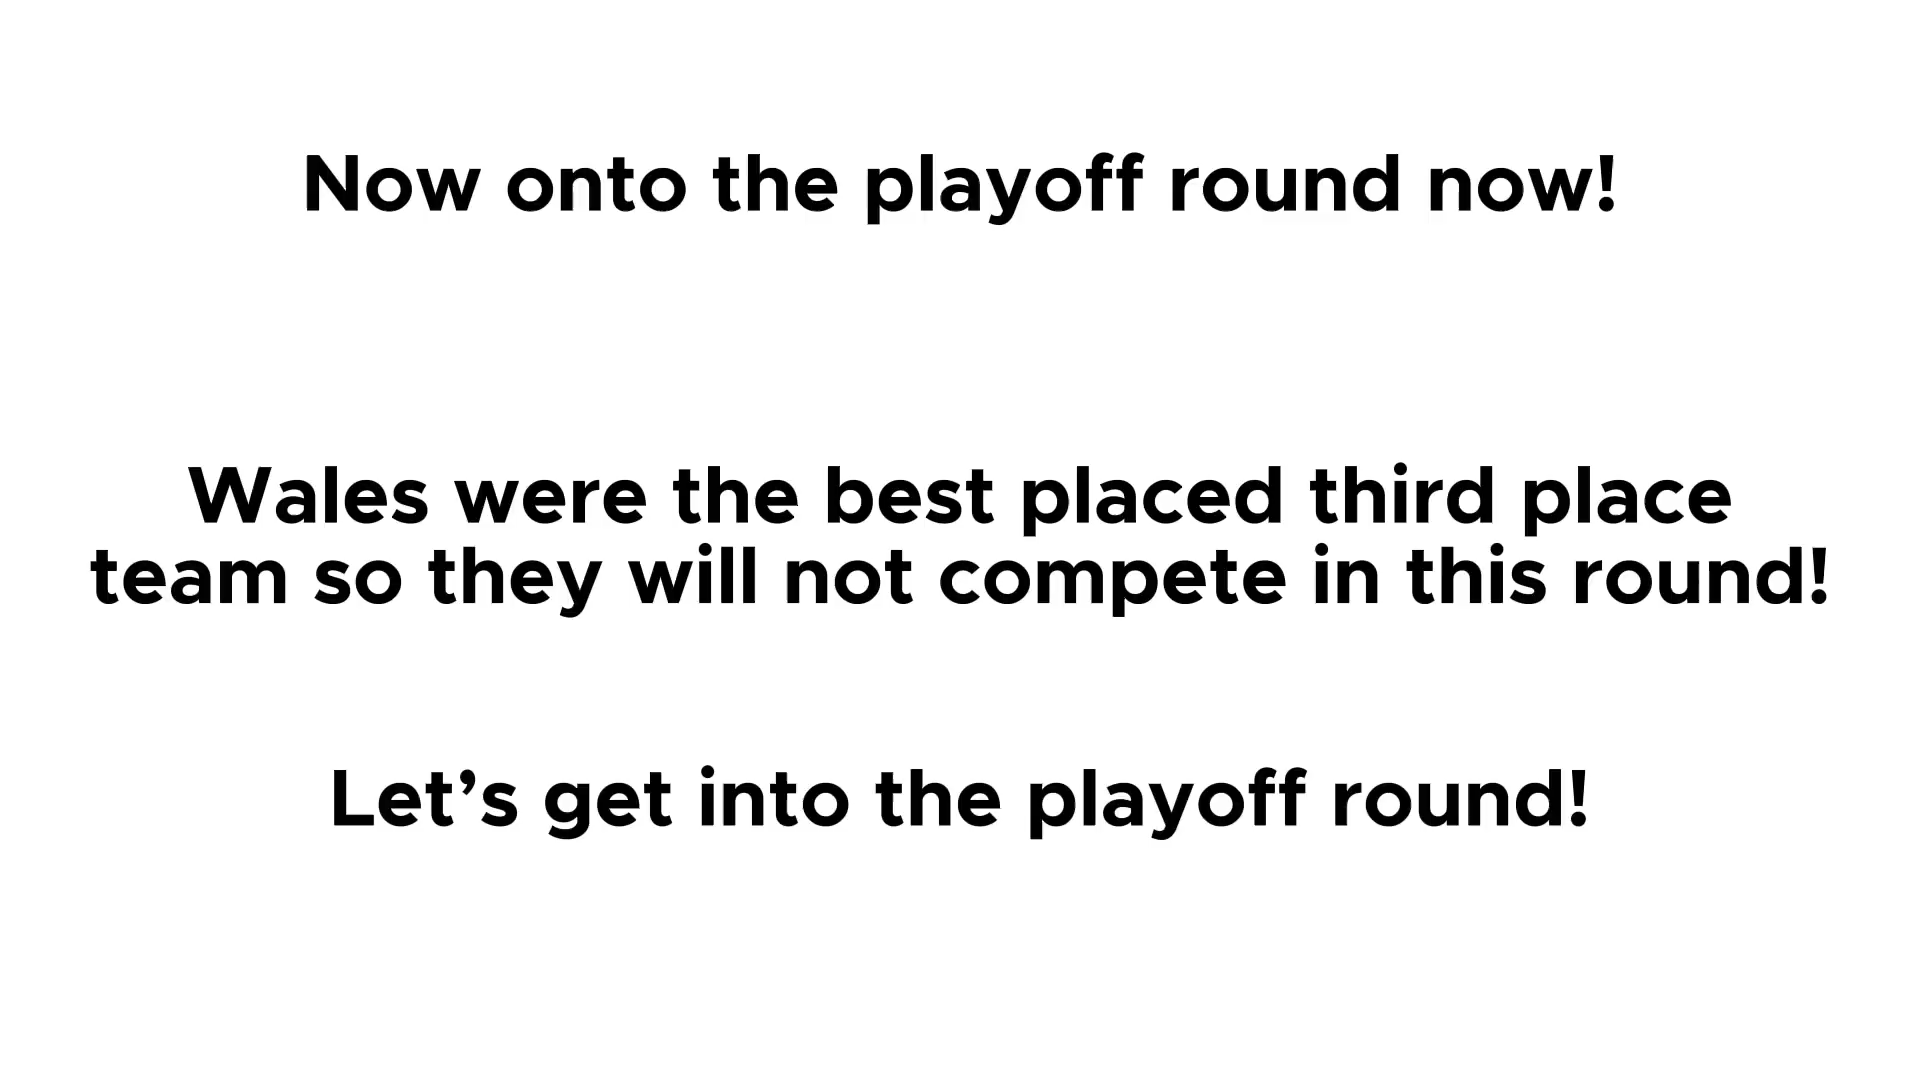 Now onto the playoff round now!
Wales were the best placed third place
team so they will not compete in this round!
Let’s get into the playoff round!